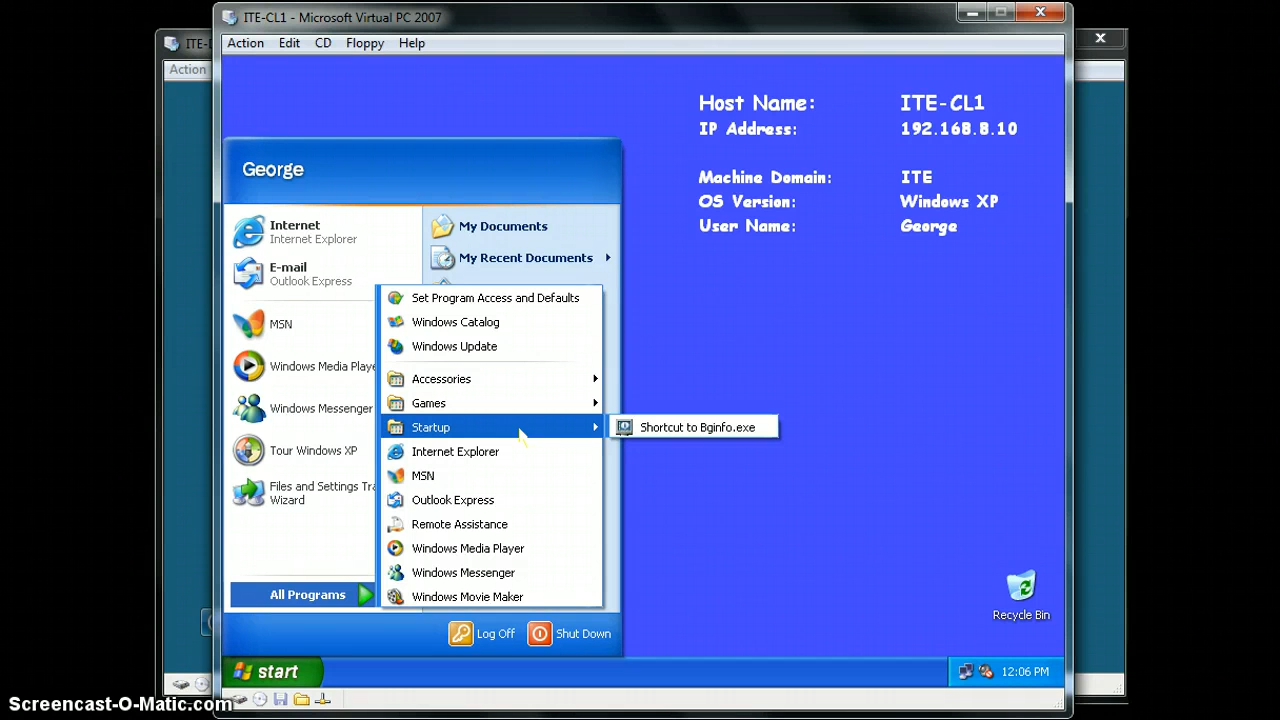 ITE-CL1 - Microsoft Virtual PC 2007
Action Edit CD Floppy Help
ITE-
Action
Host Name: ITE-CL1
IP Address: 192.168.8.10
Machine Domain: ITE
OS Version: Windows XP
User Name: George
George
Internet
Internet Explorer
E-mail
Outlook Express
MSN
Windows Media Playe
Windows Messenger
Tour Windows XP
Files and Settings Tra
Wizard
All Programs
My Documents
My Recent Documents
Set Program Access and Defaults
Windows Catalog
Windows Update
Accessories
Games
Startup
Internet Explorer
MSN
Outlook Express
Remote Assistance
Windows Media Player
Windows Messenger
Windows Movie Maker
Shortcut to Bginfo.exe
Recycle Bin
Log Off Shut Down
start
12:06 PM
Screencast-O-Matic.com